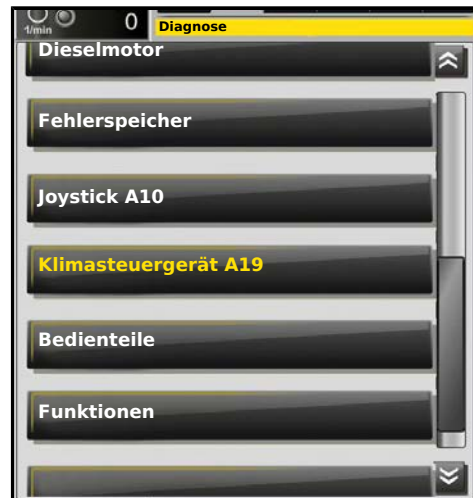 1/min 0 Diagnose
Dieselmotor
Fehlerspeicher
Joystick A10
Klimasteuergerät A19
Bedienteile
Funktionen